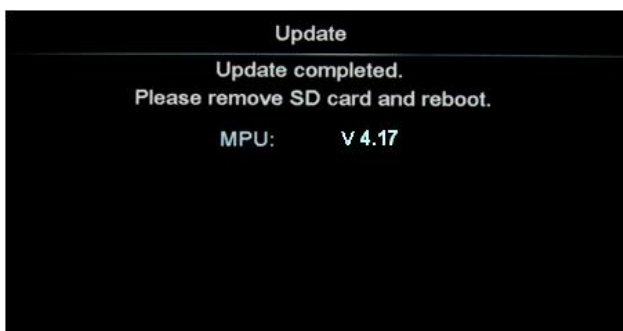 Update
Update completed.
Please remove SD card and reboot.
MPU: V 4.17